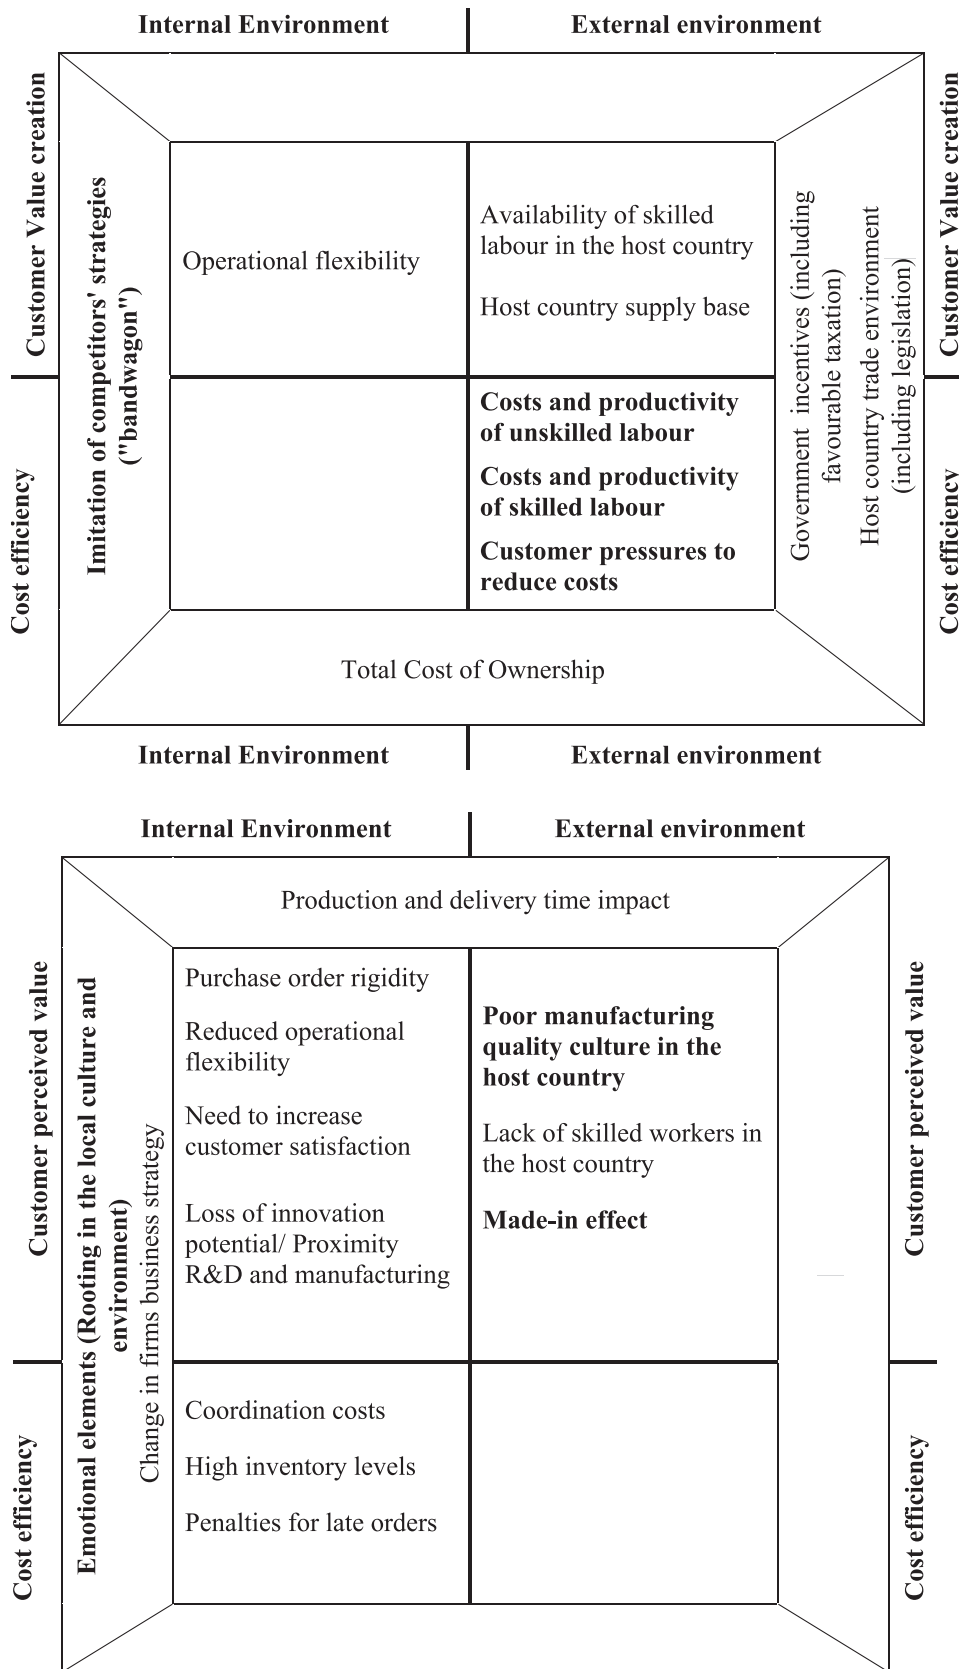 Internal Environment
External environment
Customer Value creation
Cost efficiency
Imitation of competitors' strategies
("bandwagon")
Operational flexibility
Availability of skilled
labour in the host country
Host country supply base
Costs and productivity
of unskilled labour
Costs and productivity
of skilled labour
Customer pressures to
reduce costs
Government incentives (including
favourable taxation)
Host country trade environment
(including legislation)
Customer Value creation
Cost efficiency
Total Cost of Ownership
Internal Environment
External environment
Internal Environment
External environment
Production and delivery time impact
Customer perceived value
Cost efficiency
Emotional elements (Rooting in the local culture and
environment)
Change in firms business strategy
Purchase order rigidity
Reduced operational
flexibility
Need to increase
customer satisfaction
Loss of innovation
potential/ Proximity
R&D and manufacturing
Poor manufacturing
quality culture in the
host country
Lack of skilled workers in
the host country
Made-in effect
Coordination costs
High inventory levels
Penalties for late orders
Customer perceived value
Cost efficiency